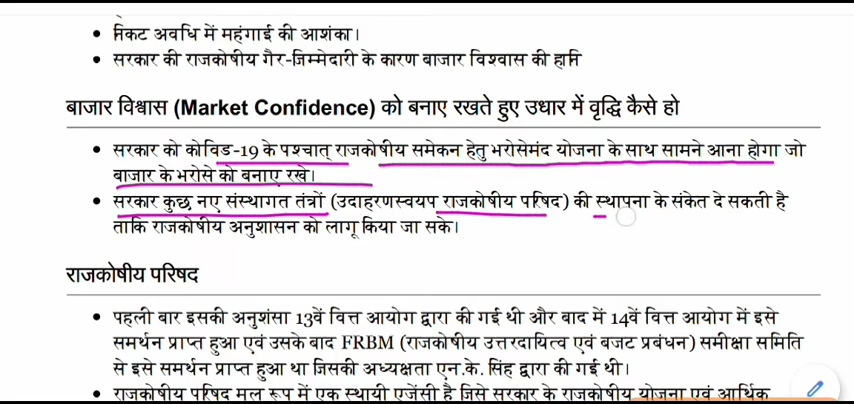 निकट अवधि में महंगाई की आशंका।
सरकार की राजकोषीय गैर-जिम्मेदारी के कारण बाजार विश्वास की हानि
बाजार विश्वास (Market Confidence) को बनाए रखते हुए उधार में वृद्धि कैसे हो
सरकार को कोविड-19 के पश्चात् राजकोषीय समेकन हेतु भरोसेमंद योजना के साथ सामने आना होगा जो
बाजार के भरोसे को बनाए रखे।
सरकार कुछ नए संस्थागत तंत्रों (उदाहरणस्वयप राजकोषीय परिषद) की स्थापना के संकेत दे सकती है
ताकि राजकोषीय अनुशासन को लागू किया जा सके।
राजकोषीय परिषद
पहली बार इसकी अनुशंसा 13वें वित्त आयोग द्वारा की गई थी और बाद में 14वें वित्त आयोग में इसे
समर्थन प्राप्त हुआ एवं उसके बाद FRBM (राजकोषीय उत्तरदायित्व एवं बजट प्रबंधन) समीक्षा समिति
से इसे समर्थन प्राप्त हुआ था जिसकी अध्यक्षता एन.के. सिंह द्वारा की गई थी।
राजकोषीय परिषद मूल रूप में एक स्थायी एजेंसी है जिसे सरकार के राजकोषीय योजना एवं आर्थिक